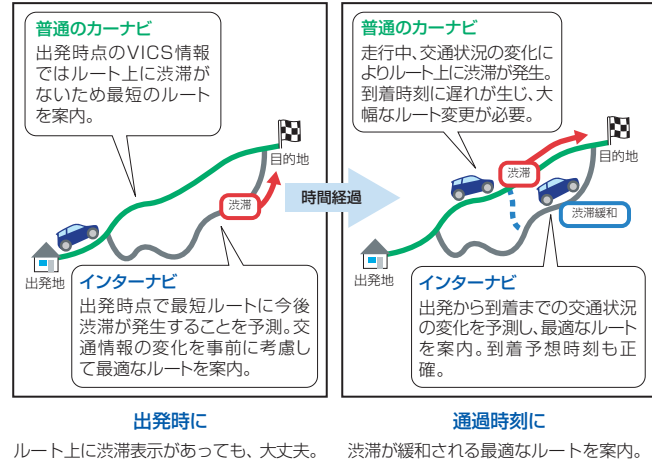 普通のカーナビ
出発時点のVICS情報
ではルート上に渋滞が
ないため最短のルート
を案内。
目的地
渋滞
出発地
インターナビ
出発時点で最短ルートに今後
渋滞が発生することを予測。交
通情報の変化を事前に考慮し
て最適なルートを案内。
時間経過
普通のカーナビ
走行中、交通状況の変化に
よりルート上に渋滞が発生。
到着時刻に遅れが生じ、大
幅なルート変更が必要。
渋滞
目的地
渋滞緩和
出発地
インターナビ
出発から到着までの交通状況
の変化を予測し、最適なルート
を案内。到着予想時刻も正
確。
出発時に
ルート上に渋滞表示があっても、大丈夫。
通過時刻に
渋滞が緩和される最適なルートを案内。